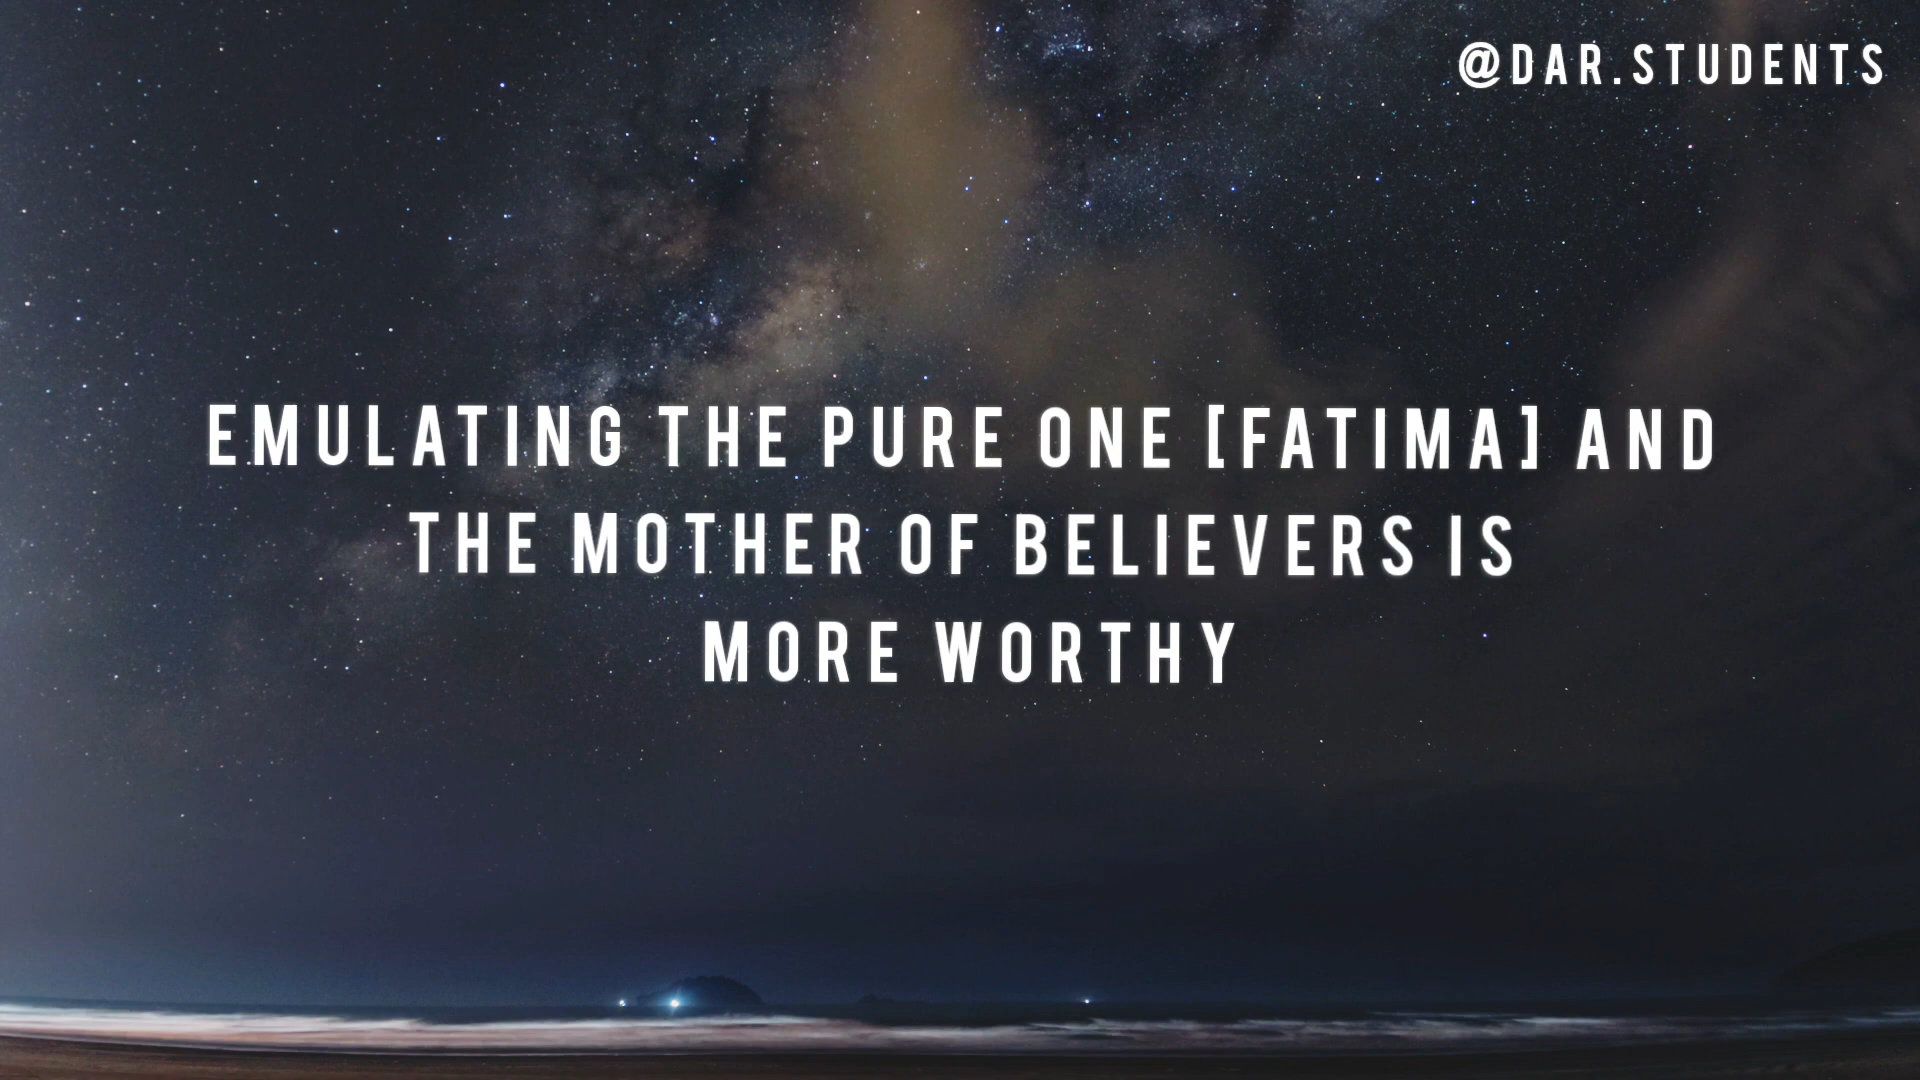 @DAR.STUDENTS
EMULATING THE PURE ONE [FATIMA] AND
THE MOTHER OF BELIEVERS IS
MORE WORTHY